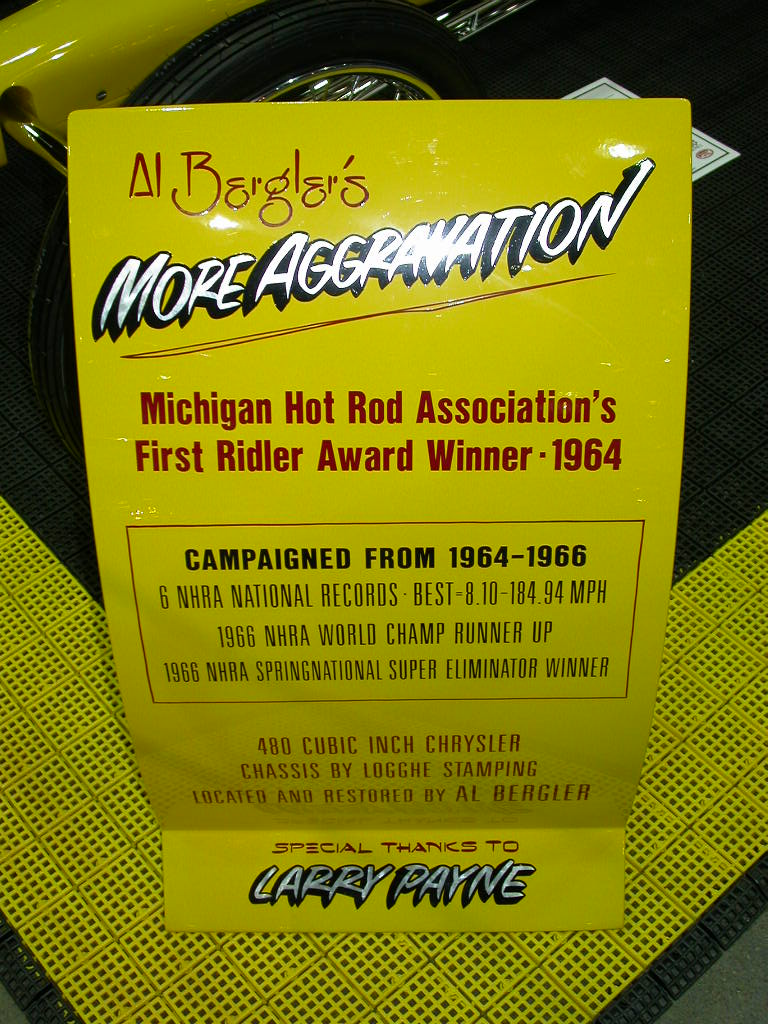 Al Bergler's
MORE AGGRAVATION
Michigan Hot Rod Association's
First Ridler Award Winner · 1964
CAMPAIGNED FROM 1964-1966
6 NHRA NATIONAL RECORDS · BEST=8.10-184.94 MPH
1966 NHRA WORLD CHAMP RUNNER UP
1966 NHRA SPRINGNATIONAL SUPER ELIMINATOR WINNER
480 CUBIC INCH CHRYSLER
CHASSIS BY LOGGHE STAMPING
LOCATED AND RESTORED BY AL BERGLER
SPECIAL THANKS TO
LARRY PAYNE